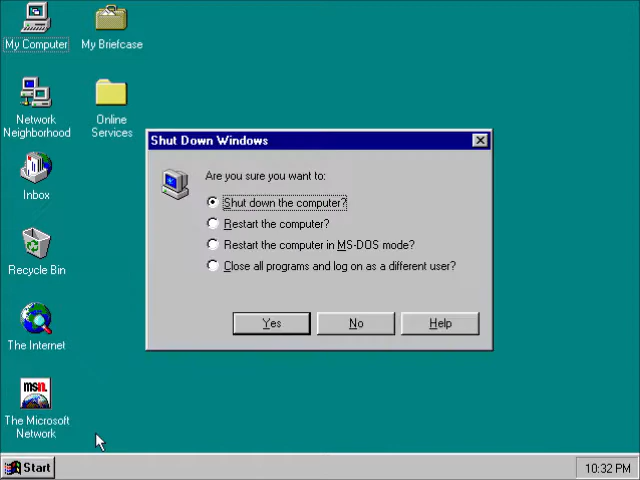 My Computer
My Briefcase
Network
Neighborhood
Online
Services
Inbox
Recycle Bin
The Internet
msn.
The Microsoft
Network
Shut Down Windows
Are you sure you want to:
Shut down the computer?
Restart the computer?
Restart the computer in MS-DOS mode?
Close all programs and log on as a different user?
Yes
No
Help
Start
10:32 PM